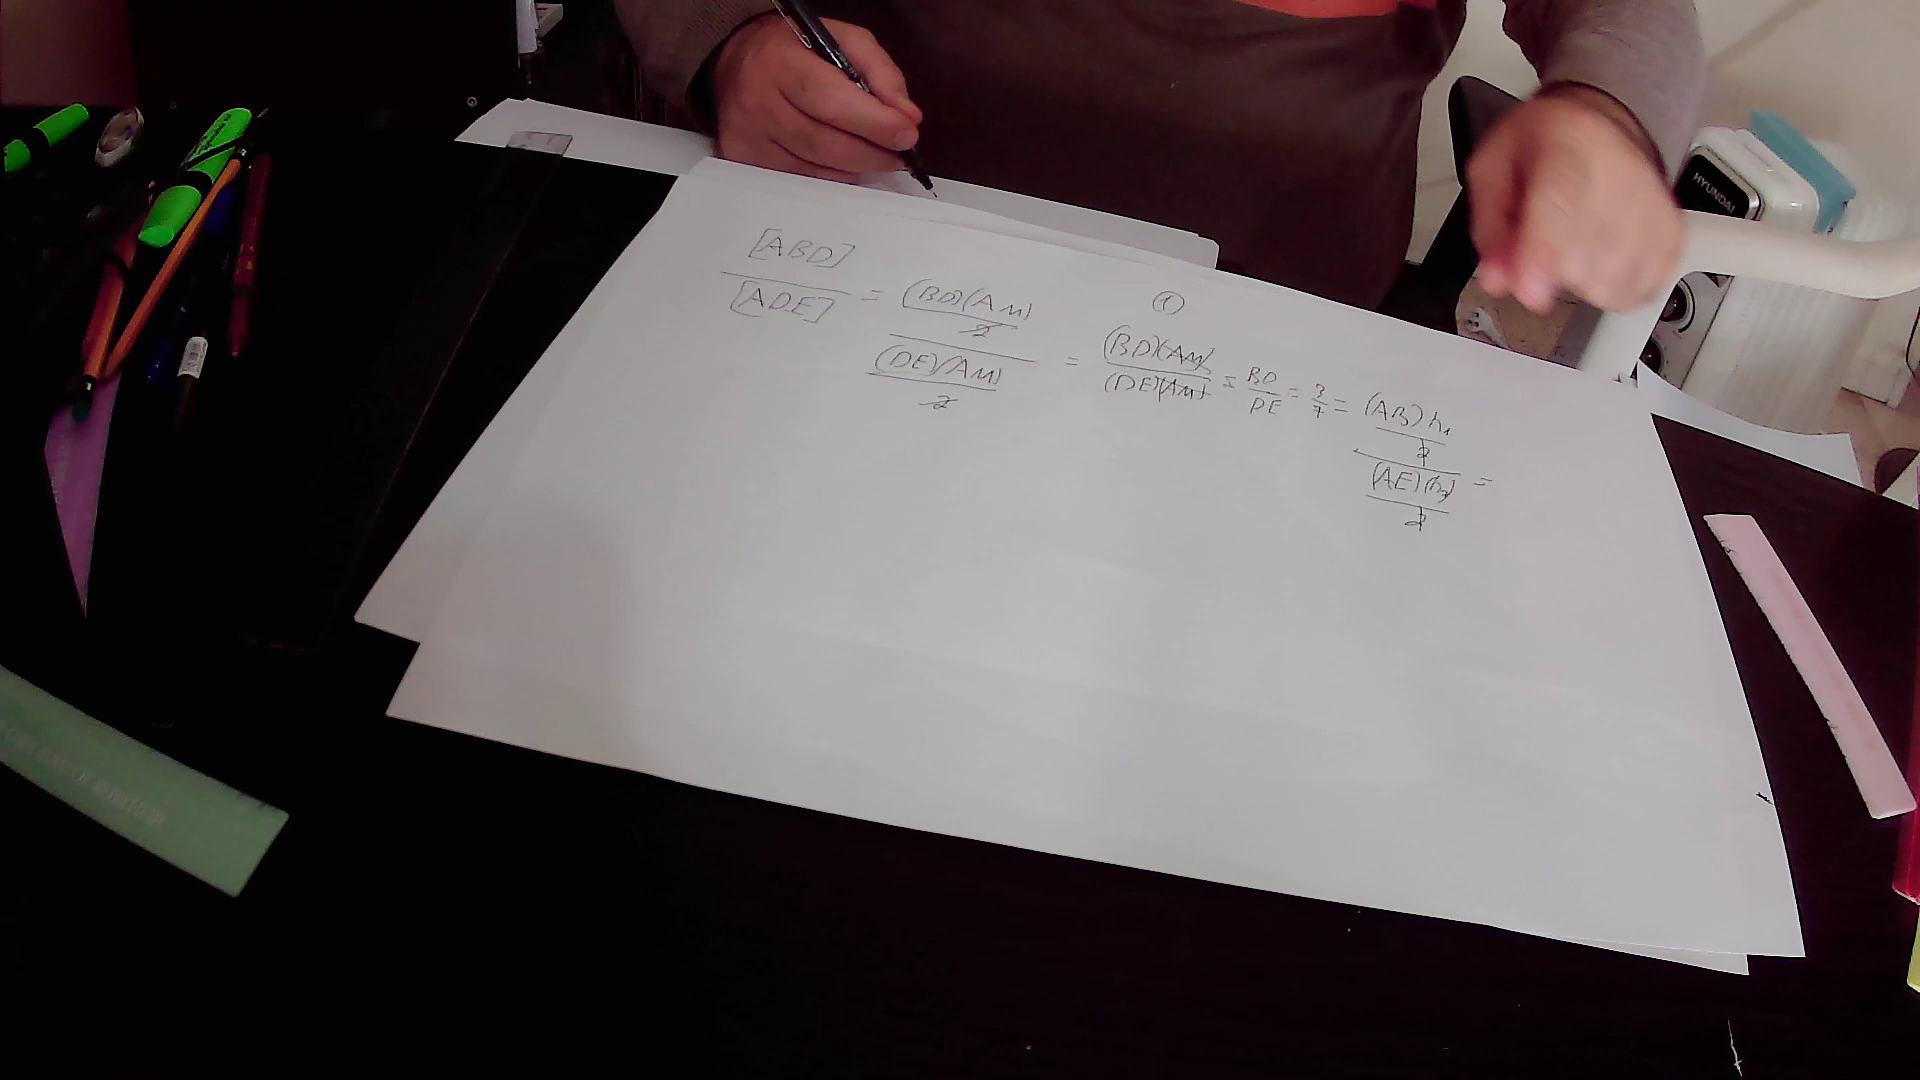 ①
[ABD]
[ADE]
=
(BD)(AM)
2
(DE)(AM)
2
=
(BD)(AM)
(DE)(AM)
=
BD
DE
=
3
7
=
(AB) h₁
2
(AE)(h₂)
2
=
HYUNDAI